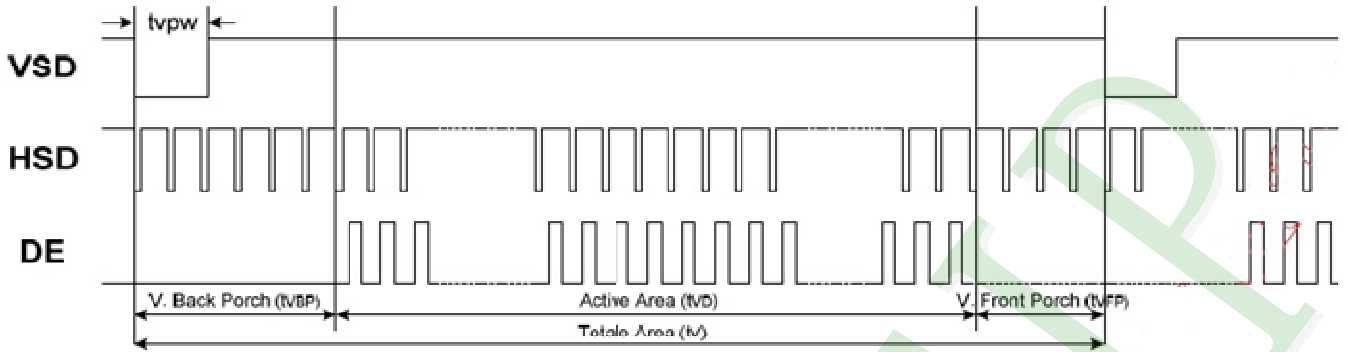 tvpw
VSD
HSD
DE
V. Back Porch (tVBP)
Active Area (tVD)
V. Front Porch (tVFP)
Totale Area (tV)